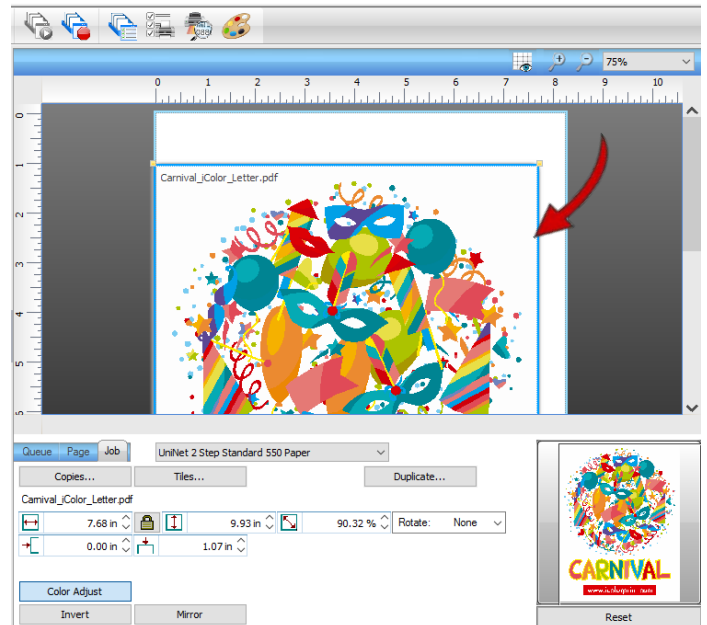 75%
0 1 2 3 4 5 6 7 8 9 10
0
1
2
3
4
5
6
Carnival_iColor_Letter.pdf
Queue Page Job
UniNet 2 Step Standard 550 Paper
Copies... Tiles... Duplicate...
Carnival_iColor_Letter.pdf
7.68 in 9.93 in 90.32 % Rotate: None
0.00 in 1.07 in
Color Adjust
Invert Mirror
CARNIVAL
Reset